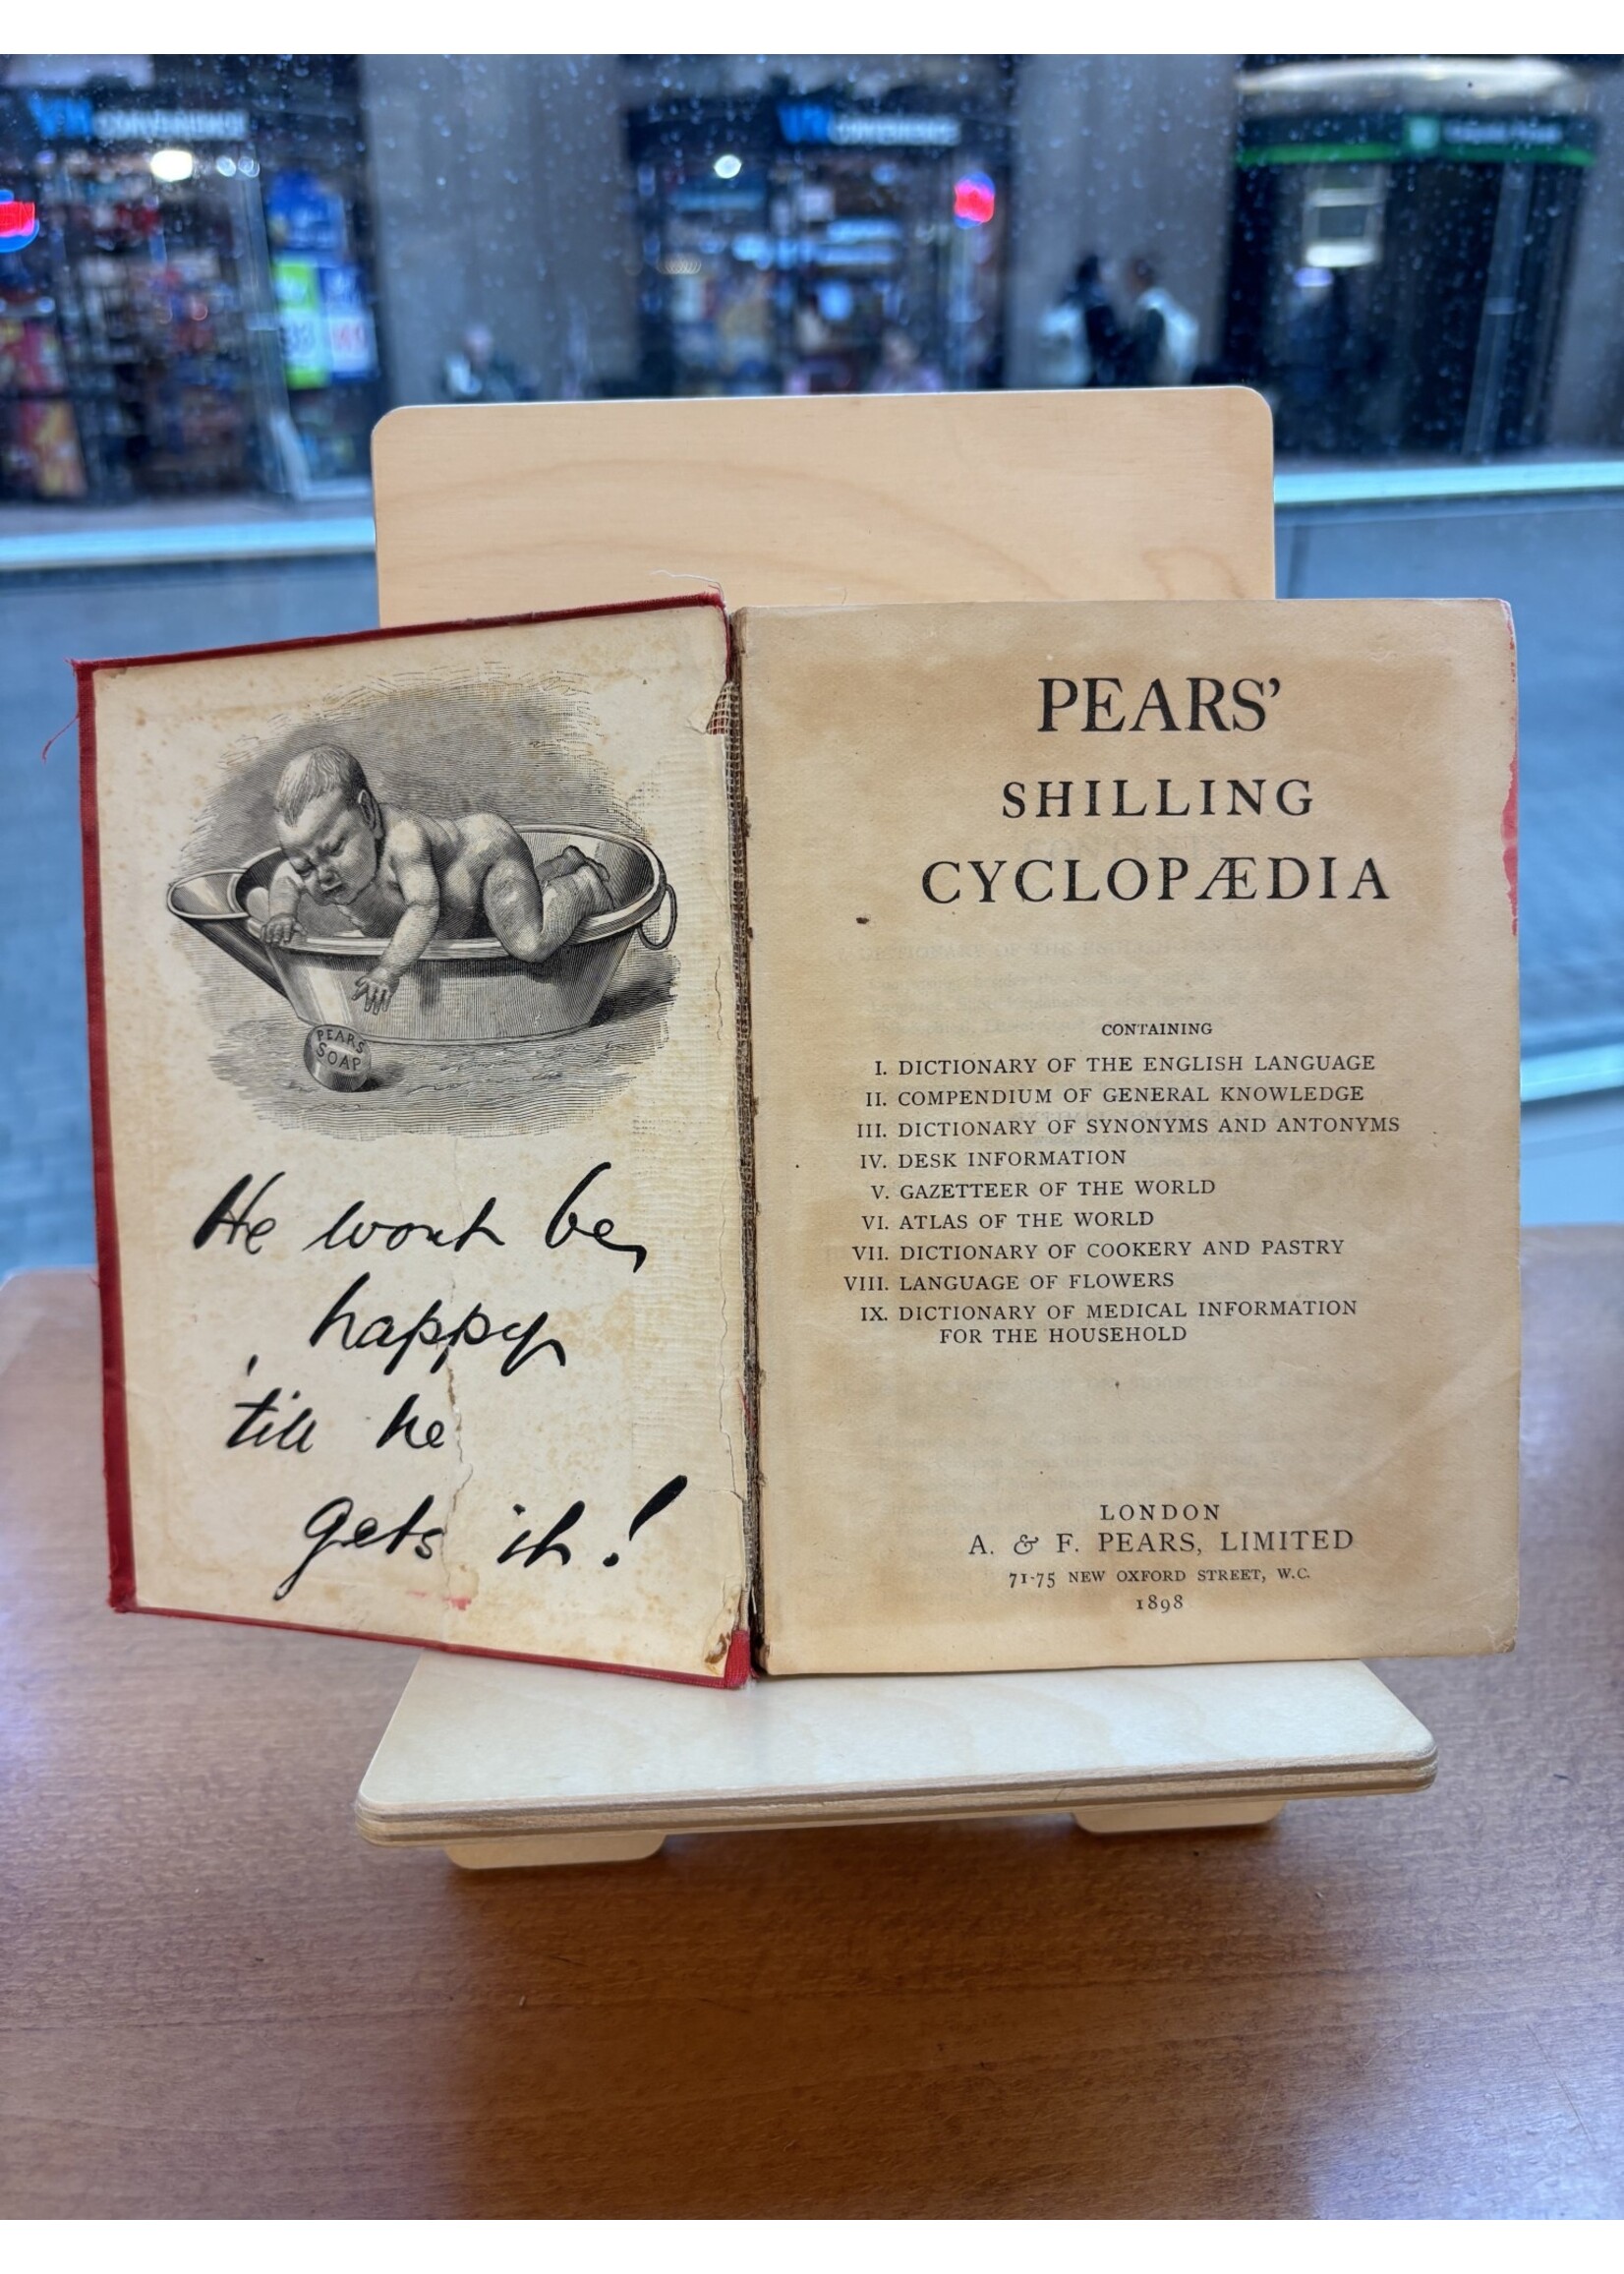 CONVENIENCE
CONVENIENCE
PEARS
SOAP
He wont be
happy
'till he
gets it!
PEARS'
SHILLING
CYCLOPÆDIA
CONTAINING
I. DICTIONARY OF THE ENGLISH LANGUAGE
II. COMPENDIUM OF GENERAL KNOWLEDGE
III. DICTIONARY OF SYNONYMS AND ANTONYMS
IV. DESK INFORMATION
V. GAZETTEER OF THE WORLD
VI. ATLAS OF THE WORLD
VII. DICTIONARY OF COOKERY AND PASTRY
VIII. LANGUAGE OF FLOWERS
IX. DICTIONARY OF MEDICAL INFORMATION
FOR THE HOUSEHOLD
LONDON
A. & F. PEARS, LIMITED
71-75 NEW OXFORD STREET, W.C.
1898